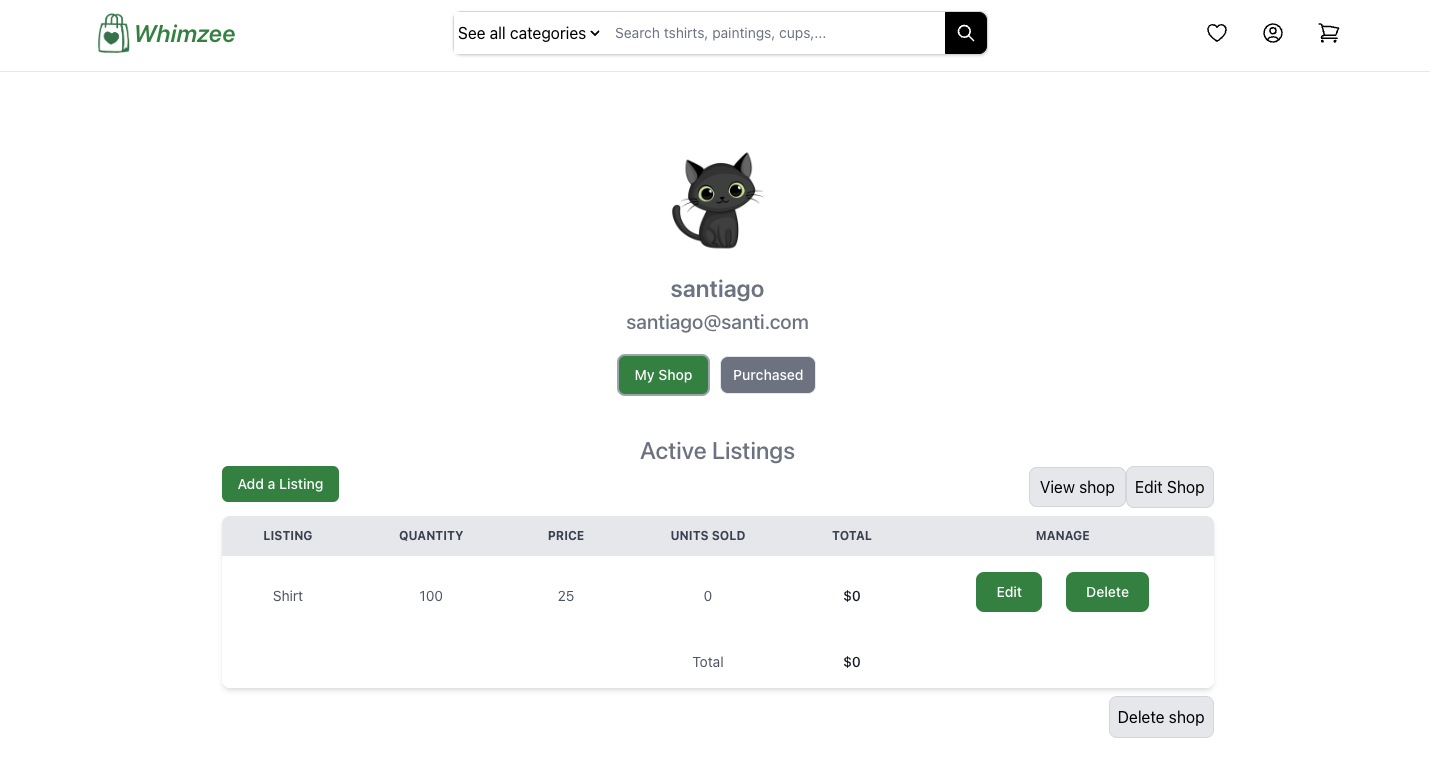 Whimzee
See all categories Search tshirts, paintings, cups,...
santiago
santiago@santi.com
My Shop Purchased
Active Listings
Add a Listing View shop Edit Shop
LISTING QUANTITY PRICE UNITS SOLD TOTAL MANAGE
Shirt 100 25 0 $0 Edit Delete
Total $0
Delete shop